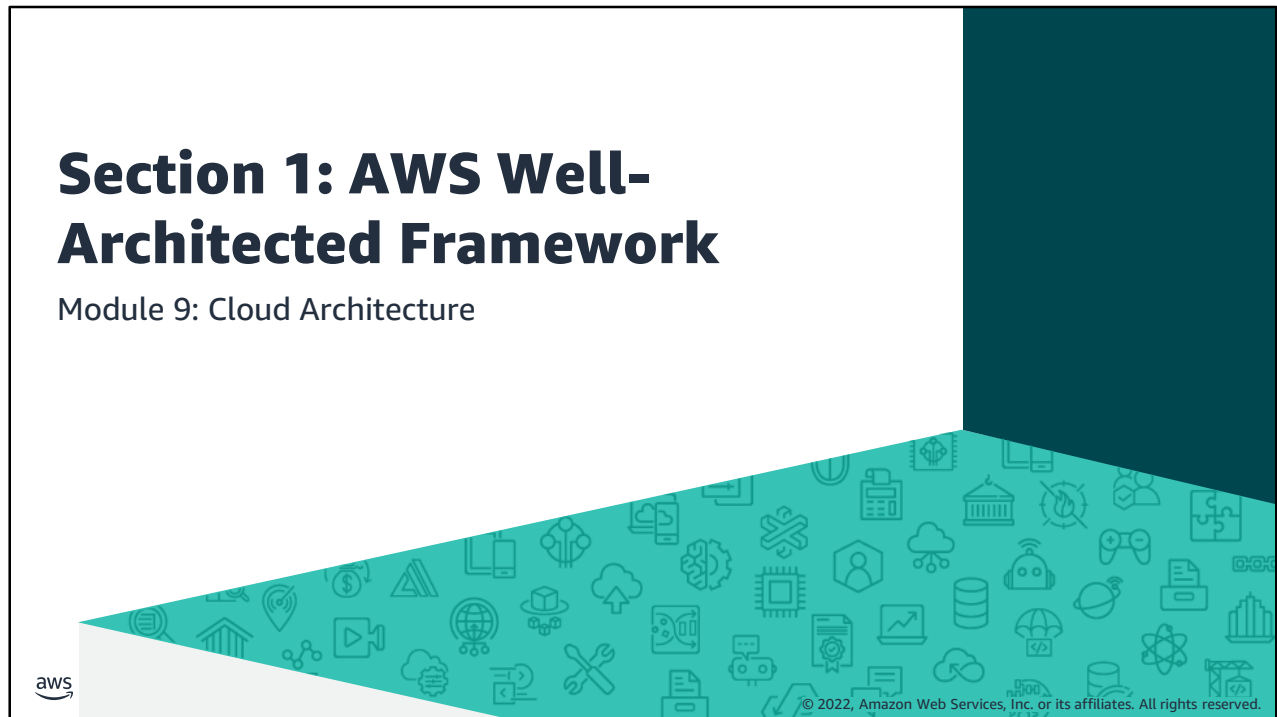 Section 1: AWS Well-
Architected Framework
Module 9: Cloud Architecture
aws
© 2022, Amazon Web Services, Inc. or its affiliates. All rights reserved.